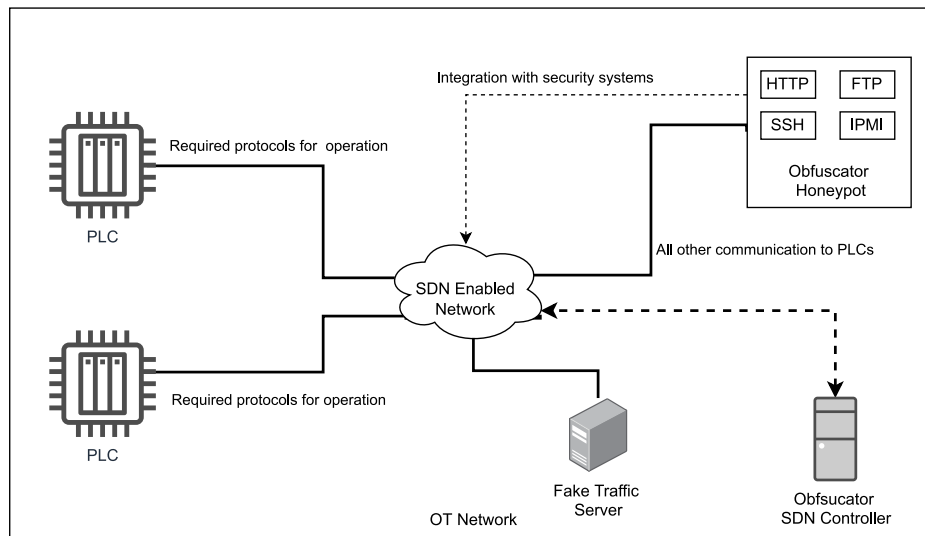 Integration with security systems
HTTP
FTP
SSH
IPMI
Obfuscator
Honeypot
Required protocols for operation
PLC
All other communication to PLCs
SDN Enabled
Network
PLC
Required protocols for operation
Fake Traffic
Server
Obfsucator
SDN Controller
OT Network